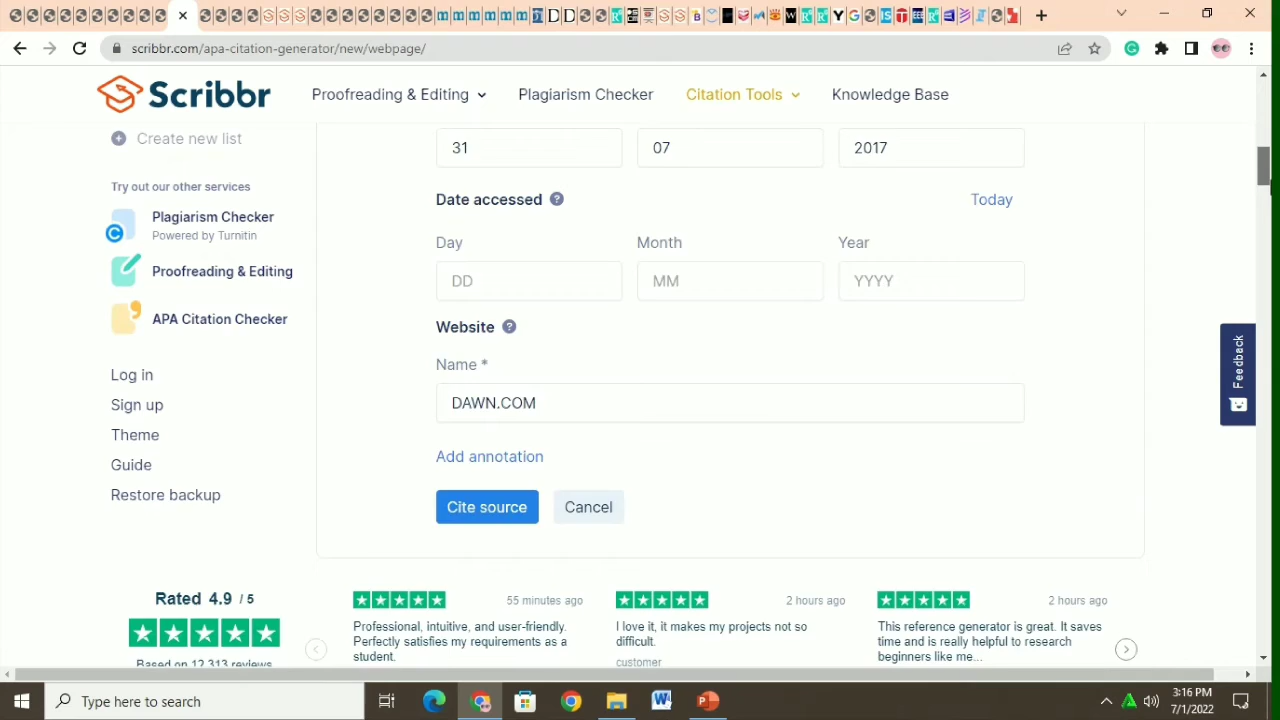 scribbr.com/apa-citation-generator/new/webpage/
Scribbr
Proofreading & Editing
Plagiarism Checker
Citation Tools
Knowledge Base
Create new list
31
07
2017
Try out our other services
Date accessed
Today
Plagiarism Checker
Powered by Turnitin
Day
Month
Year
Proofreading & Editing
DD
MM
YYYY
APA Citation Checker
Website
Name *
Log in
DAWN.COM
Sign up
Theme
Add annotation
Guide
Restore backup
Cite source
Cancel
Feedback
Rated 4.9 / 5
Based on 12,313 reviews
55 minutes ago
Professional, intuitive, and user-friendly.
Perfectly satisfies my requirements as a
student.
2 hours ago
I love it, it makes my projects not so
difficult.
customer
2 hours ago
This reference generator is great. It saves
time and is really helpful to research
beginners like me...
Type here to search
3:16 PM
7/1/2022